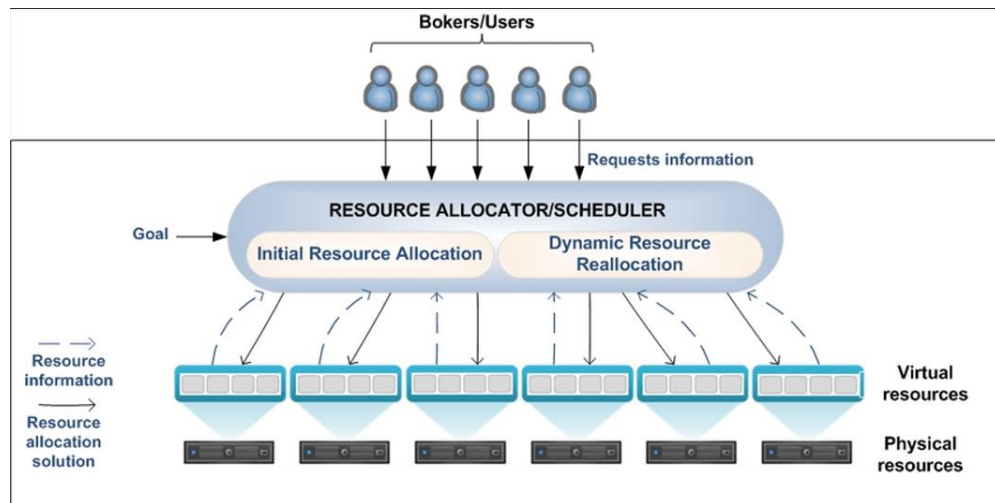 Bokers/Users
Requests information
RESOURCE ALLOCATOR/SCHEDULER
Goal
Initial Resource Allocation
Dynamic Resource
Reallocation
Resource
information
Resource
allocation
solution
Virtual
resources
Physical
resources